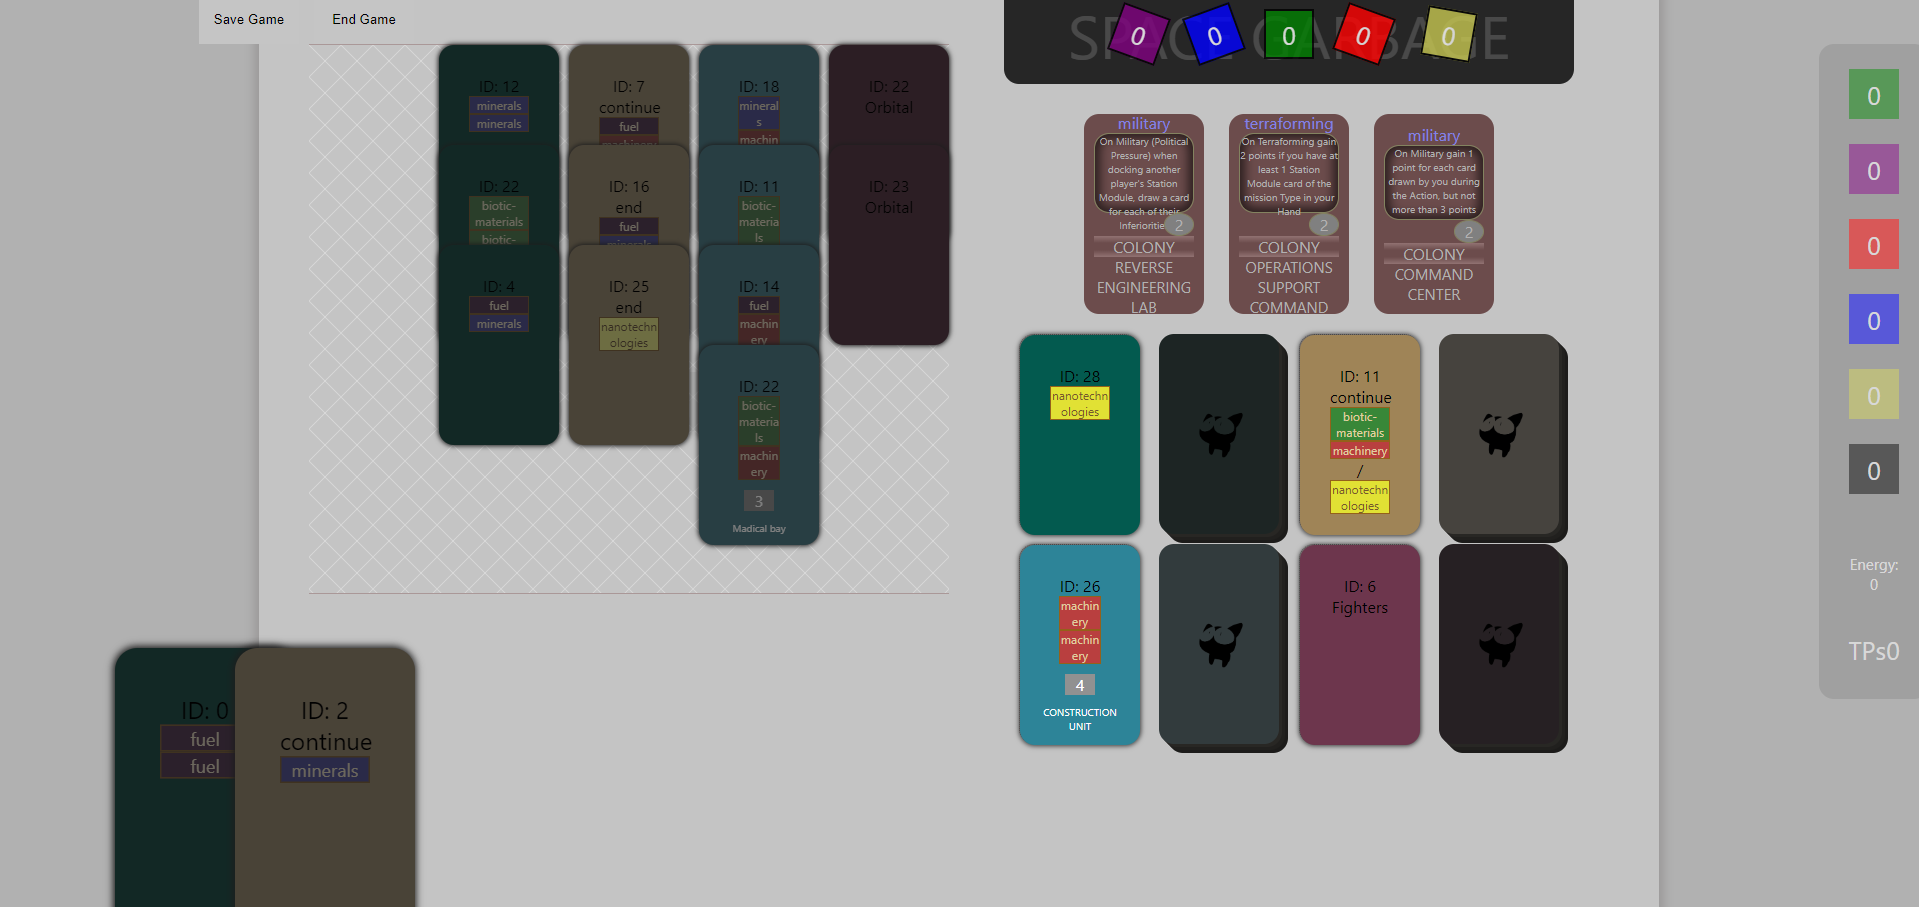 Save Game
End Game
SPACE GARBAGE
0
0
0
0
0
ID: 12
minerals
minerals
ID: 22
biotic-
materials
biotic-
ID: 4
fuel
minerals
ID: 7
continue
fuel
machinery
ID: 16
end
fuel
minerals
ID: 25
end
nanotechn
ologies
ID: 18
mineral
s
machin
ID: 11
biotic-
materia
ls
ID: 14
fuel
machin
ery
ID: 22
biotic-
materia
ls
machin
ery
3
Madical bay
ID: 22
Orbital
ID: 23
Orbital
military
On Military (Political
Pressure) when
docking another
player's Station
Module, draw a card
for each of their
Inferiorities
2
COLONY
REVERSE
ENGINEERING
LAB
terraforming
On Terraforming gain
2 points if you have at
least 1 Station
Module card of the
mission Type in your
Hand
2
COLONY
OPERATIONS
SUPPORT
COMMAND
military
On Military gain 1
point for each card
drawn by you during
the Action, but not
more than 3 points
2
COLONY
COMMAND
CENTER
ID: 28
nanotechn
ologies
ID: 11
continue
biotic-
materials
machinery
/
nanotechn
ologies
ID: 26
machin
ery
machin
ery
4
CONSTRUCTION
UNIT
ID: 6
Fighters
ID: 0
fuel
fuel
ID: 2
continue
minerals
0
0
0
0
0
0
Energy:
0
TPs0